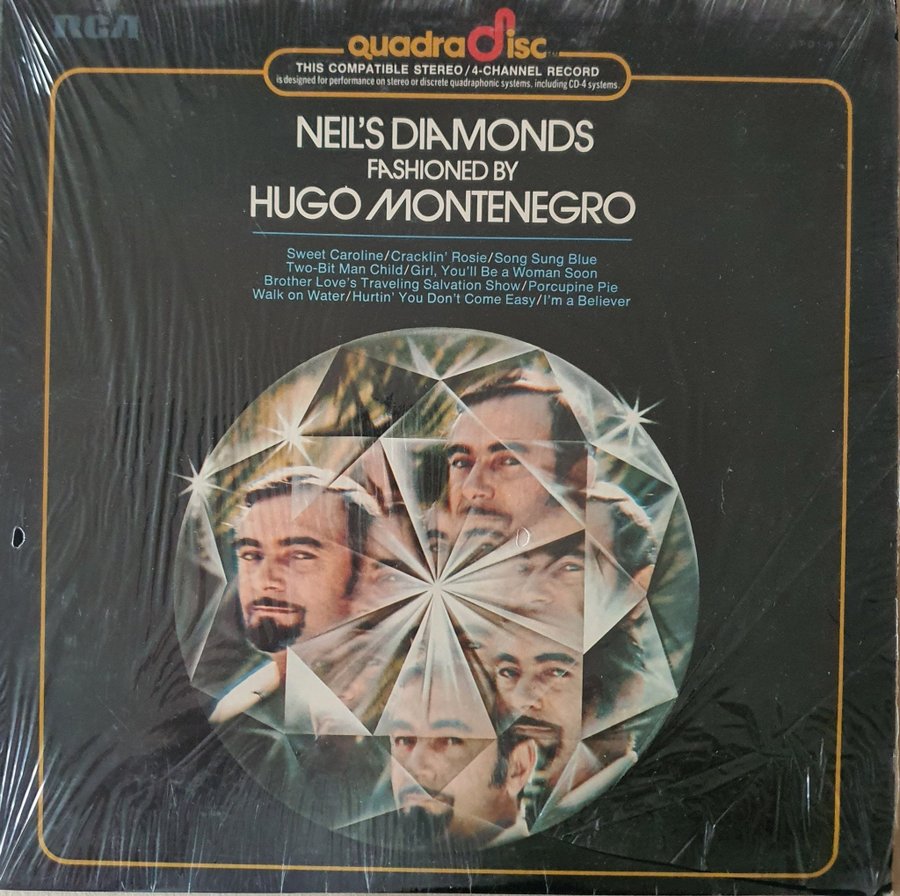 RCA
quadradisc
THIS COMPATIBLE STEREO/4-CHANNEL RECORD
is designed for performance on stereo or discrete quadraphonic systems, including CD-4 systems.
NEIL'S DIAMONDS
FASHIONED BY
HUGO MONTENEGRO
Sweet Caroline/Cracklin' Rosie/Song Sung Blue
Two-Bit Man Child/Girl, You'll Be a Woman Soon
Brother Love's Traveling Salvation Show/Porcupine Pie
Walk on Water/Hurtin' You Don't Come Easy/I'm a Believer